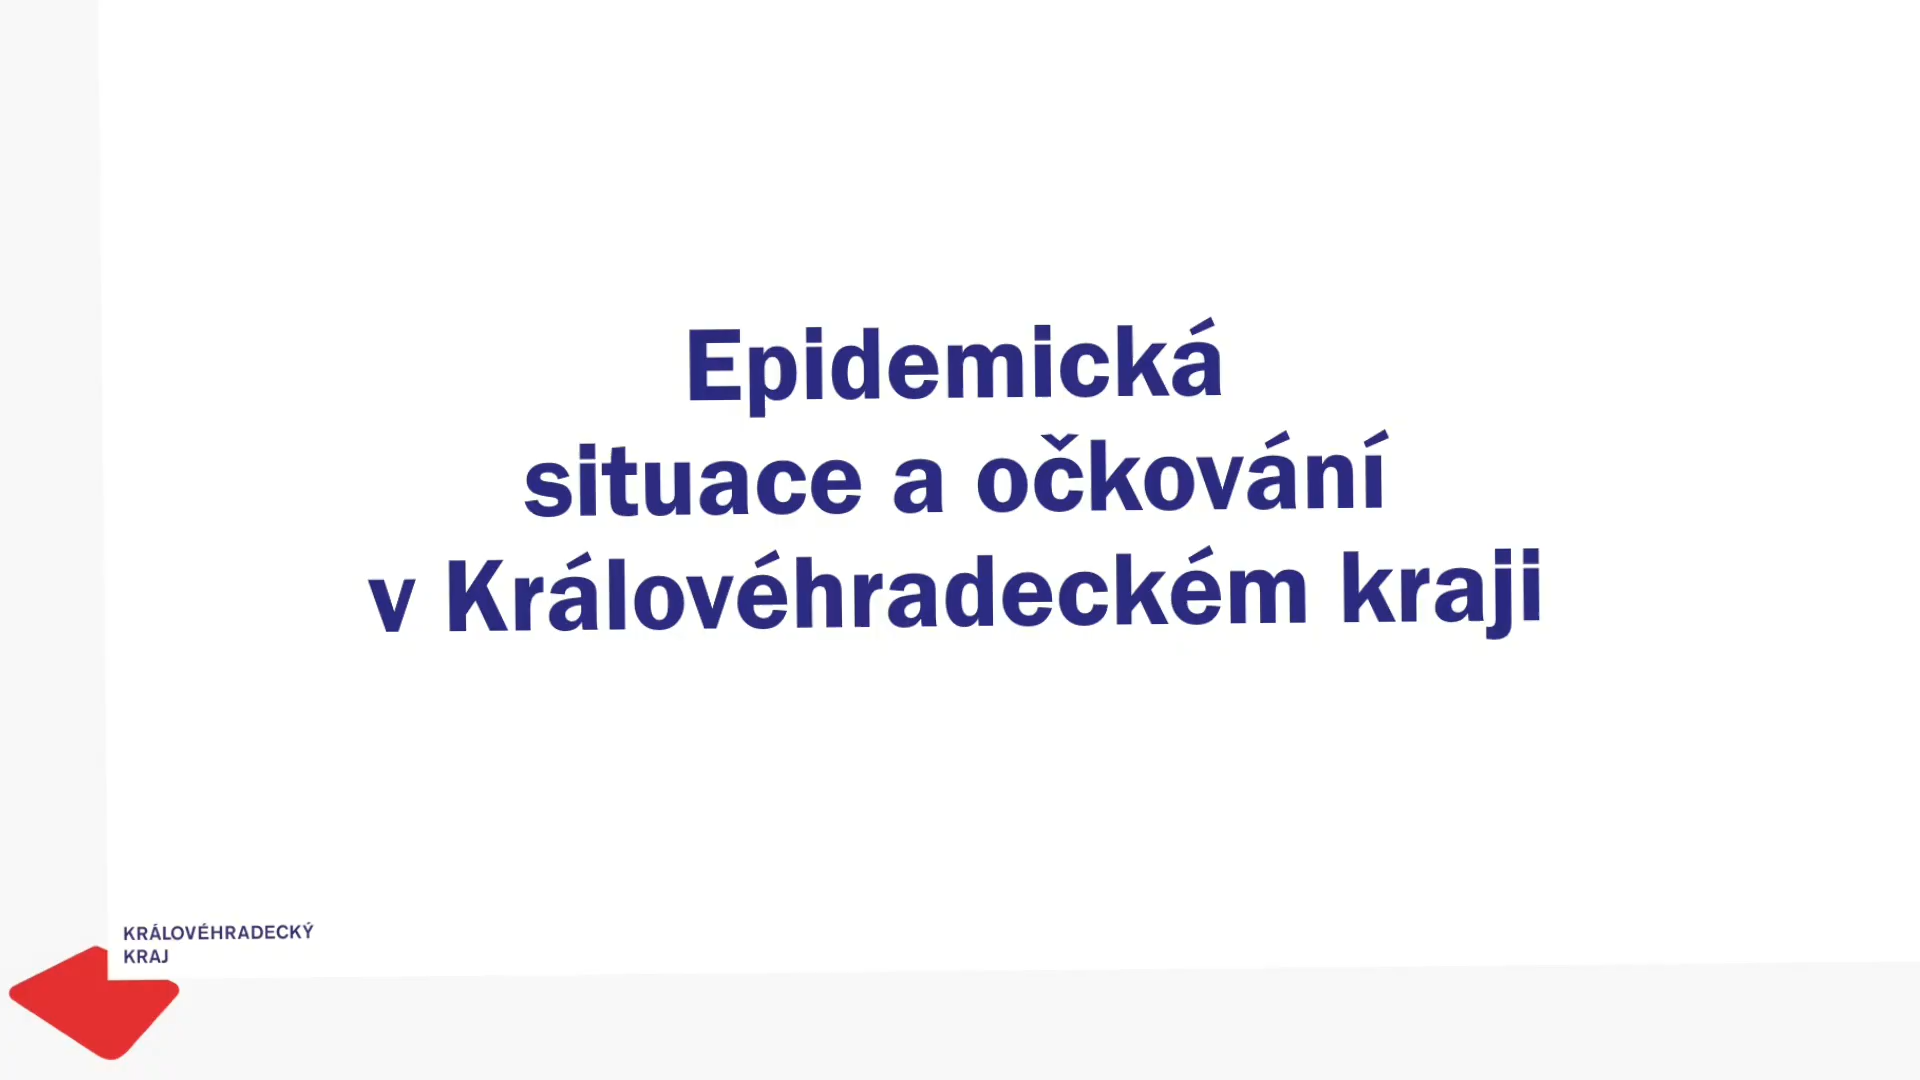 Epidemická
situace a očkování
v Královéhradeckém kraji
KRÁLOVÉHRADECKÝ
KRAJ